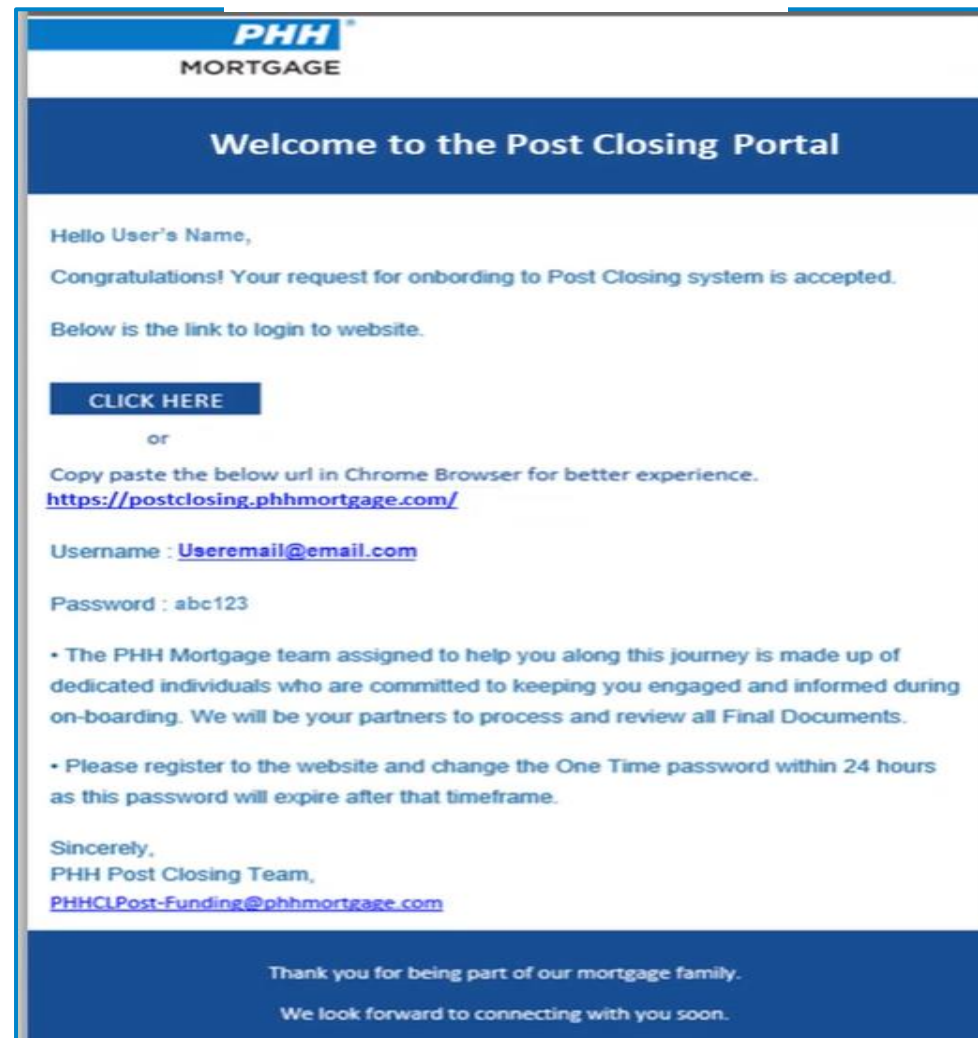 PHH®
MORTGAGE
Welcome to the Post Closing Portal
Hello User's Name,
Congratulations! Your request for onbording to Post Closing system is accepted.
Below is the link to login to website.
CLICK HERE
or
Copy paste the below url in Chrome Browser for better experience.
https://postclosing.phhmortgage.com/
Username : Useremail@email.com
Password : abc123
• The PHH Mortgage team assigned to help you along this journey is made up of
dedicated individuals who are committed to keeping you engaged and informed during
on-boarding. We will be your partners to process and review all Final Documents.
• Please register to the website and change the One Time password within 24 hours
as this password will expire after that timeframe.
Sincerely,
PHH Post Closing Team,
PHHCLPost-Funding@phhmortgage.com
Thank you for being part of our mortgage family.
We look forward to connecting with you soon.